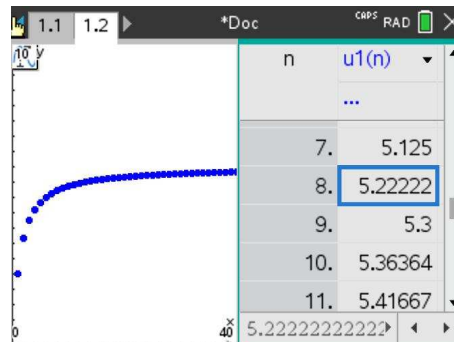 1.1 1.2 *Doc CAPS RAD
10 y
n u1(n)
...
7. 5.125
8. 5.22222
9. 5.3
10. 5.36364
11. 5.41667
x
0 40
5.22222222222